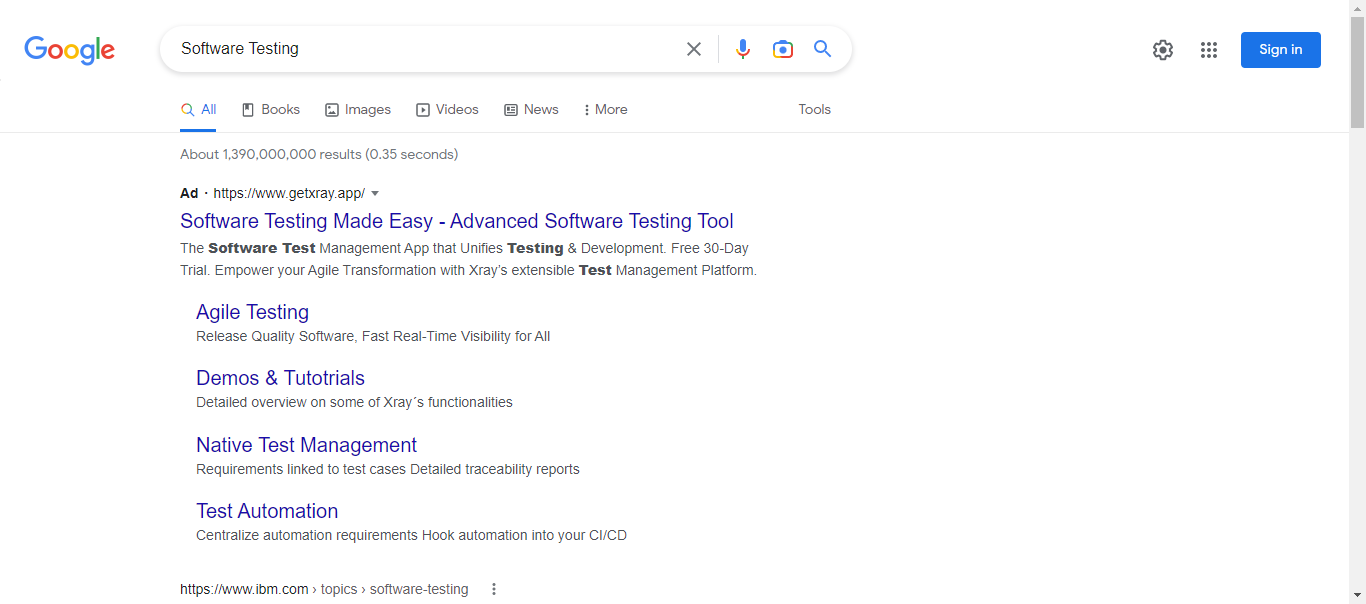 Google
Software Testing
Sign in
All
Books
Images
Videos
News
More
Tools
About 1,390,000,000 results (0.35 seconds)
Ad · https://www.getxray.app/
Software Testing Made Easy - Advanced Software Testing Tool
The Software Test Management App that Unifies Testing & Development. Free 30-Day
Trial. Empower your Agile Transformation with Xray's extensible Test Management Platform.
Agile Testing
Release Quality Software, Fast Real-Time Visibility for All
Demos & Tutotrials
Detailed overview on some of Xray´s functionalities
Native Test Management
Requirements linked to test cases Detailed traceability reports
Test Automation
Centralize automation requirements Hook automation into your CI/CD
https://www.ibm.com › topics › software-testing